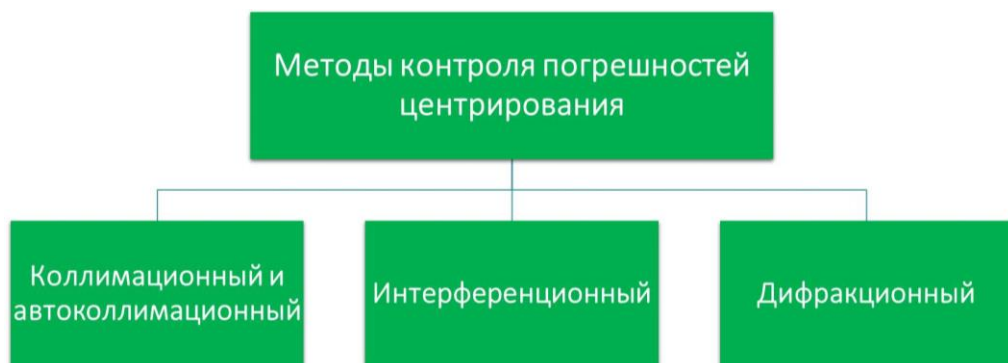 Методы контроля погрешностей
центрирования
Коллимационный и
автоколлимационный
Интерференционный
Дифракционный